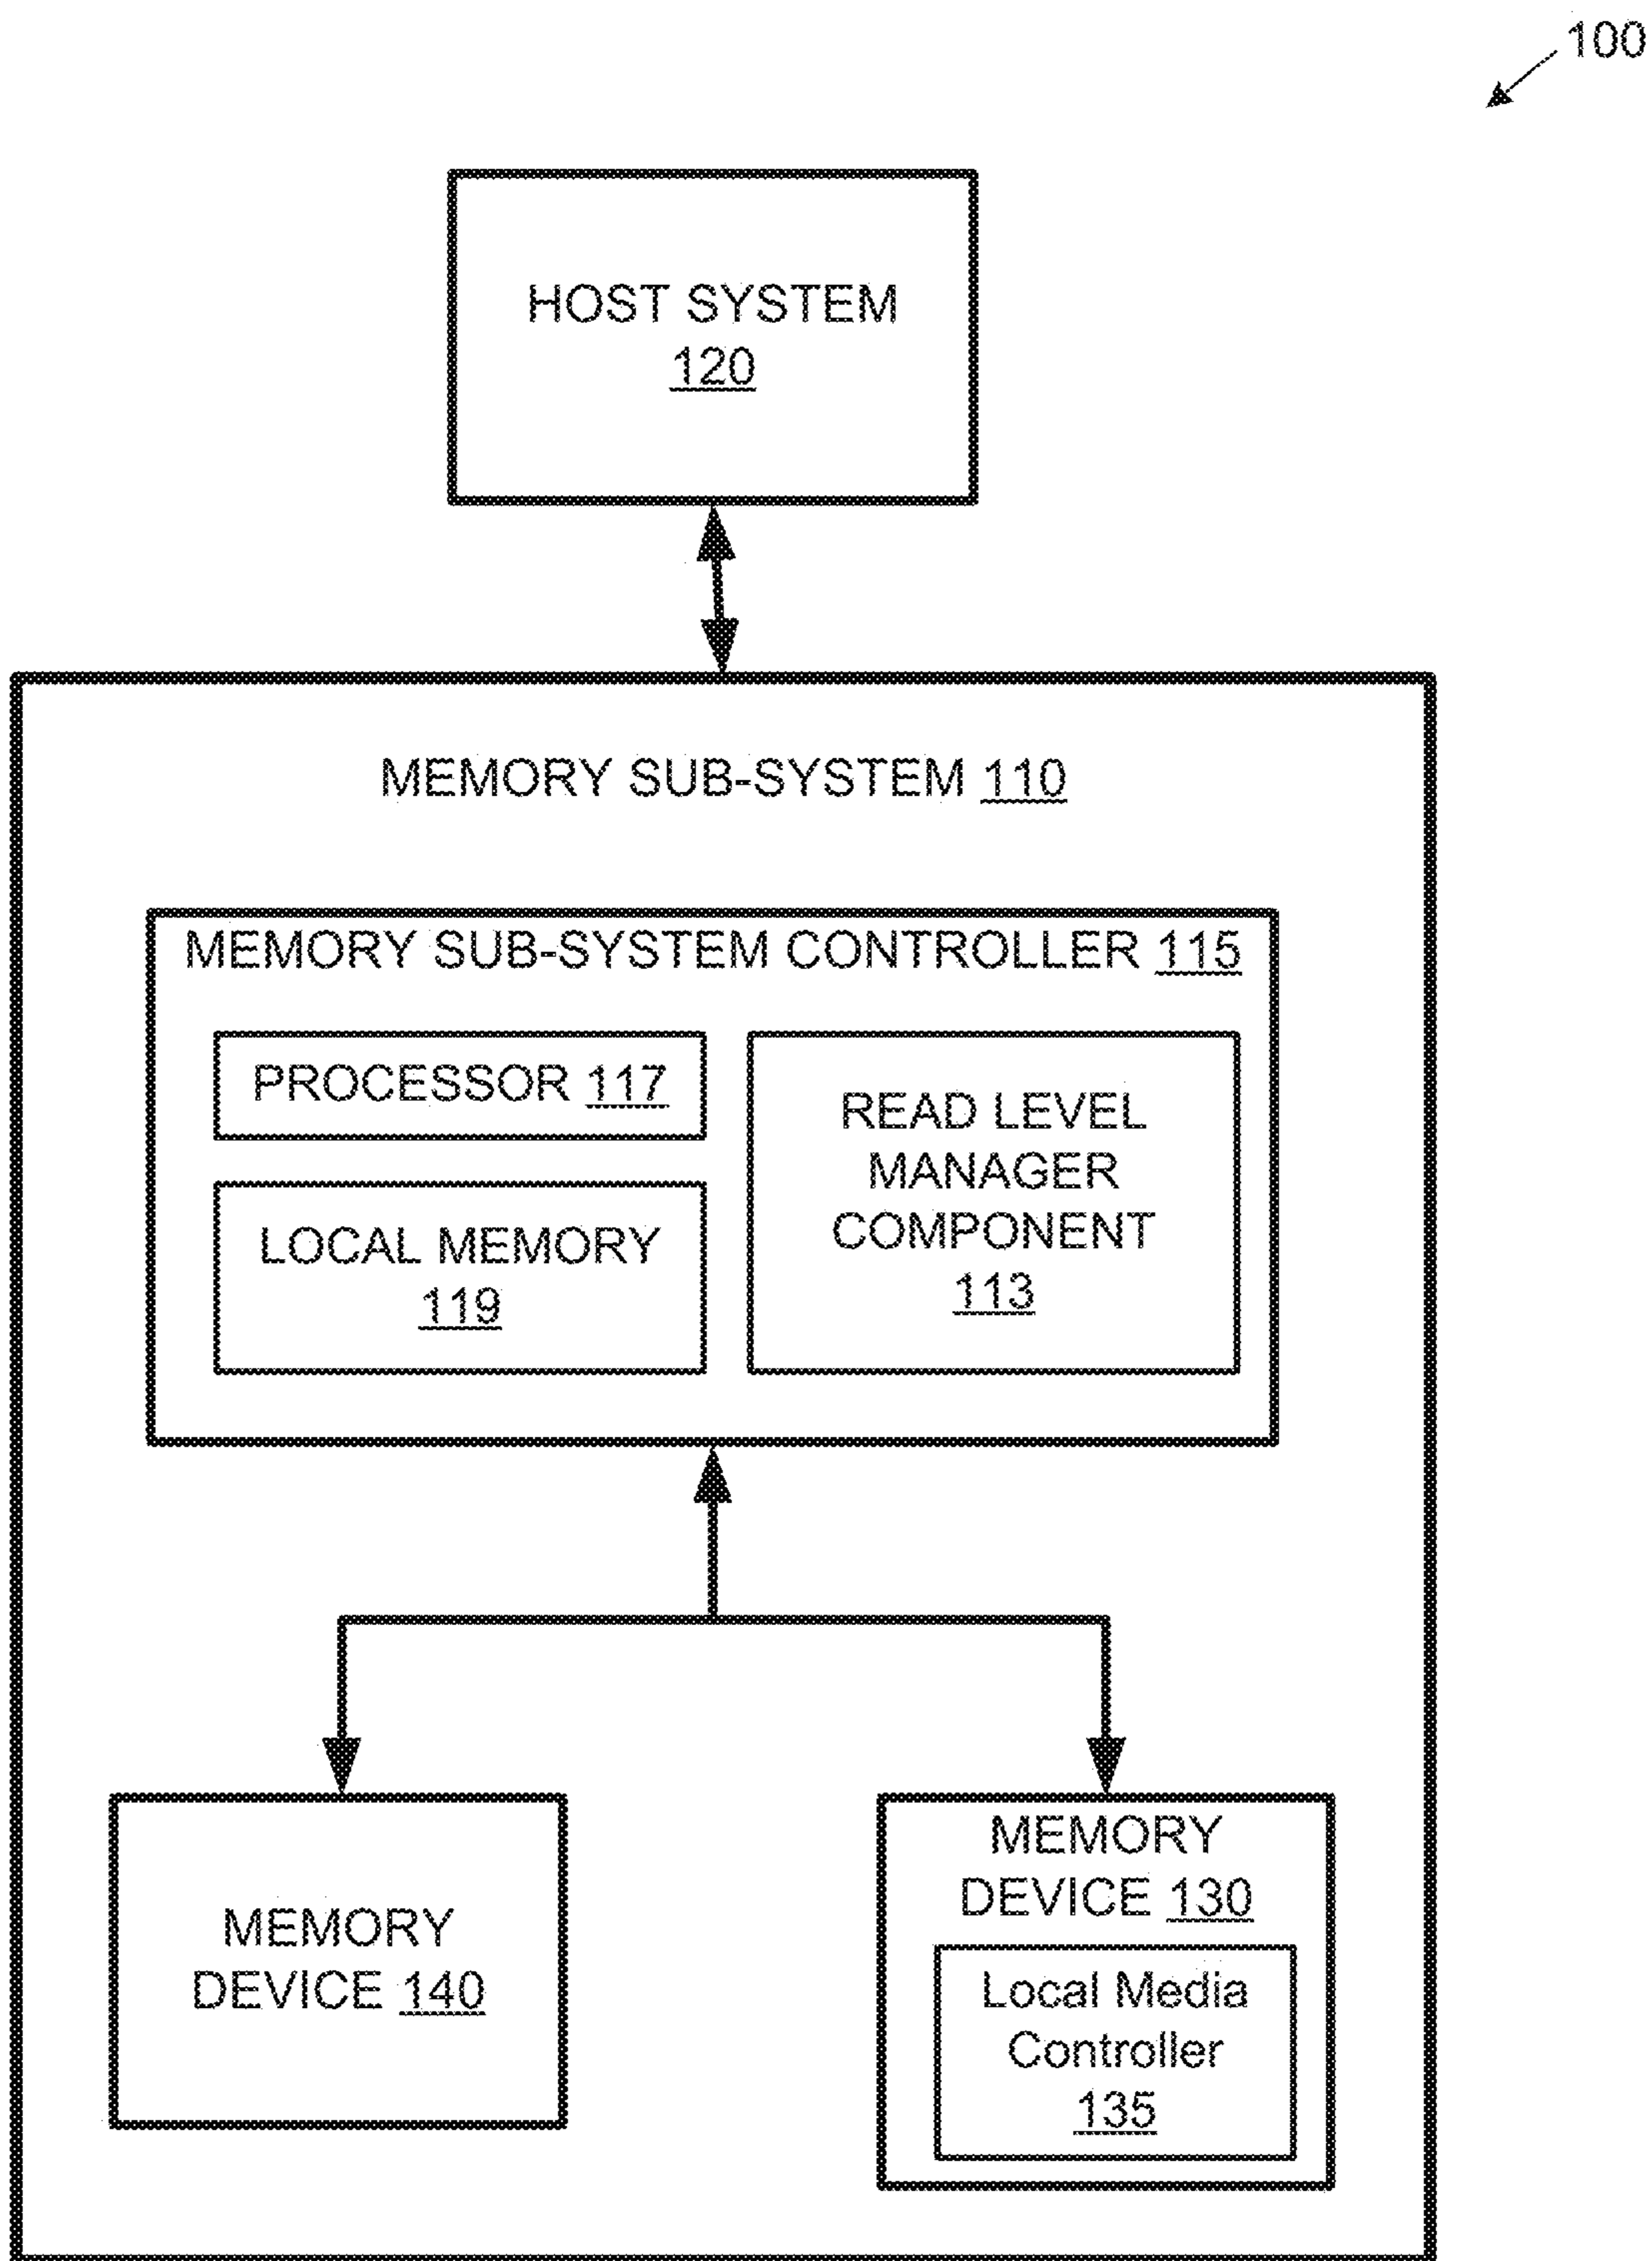 100
HOST SYSTEM
120
MEMORY SUB-SYSTEM 110
MEMORY SUB-SYSTEM CONTROLLER 115
PROCESSOR 117
LOCAL MEMORY
119
READ LEVEL
MANAGER
COMPONENT
113
MEMORY
DEVICE 140
MEMORY
DEVICE 130
Local Media
Controller
135